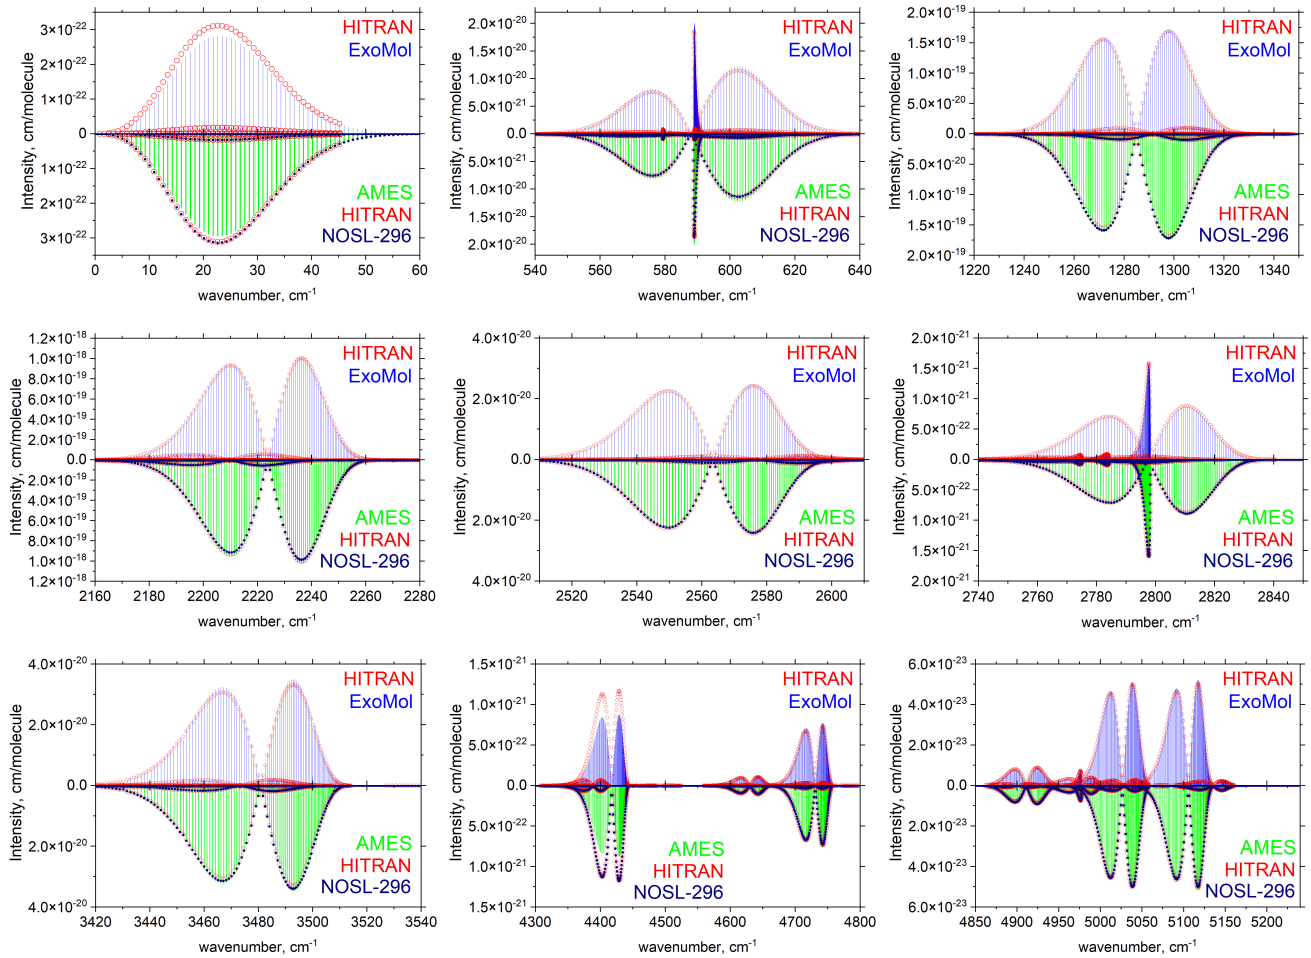 Intensity, cm/molecule
3×10⁻²²
2×10⁻²²
1×10⁻²²
0
1×10⁻²²
2×10⁻²²
3×10⁻²²
HITRAN
ExoMol
AMES
HITRAN
NOSL-296
0 10 20 30 40 50 60
wavenumber, cm⁻¹
Intensity, cm/molecule
2.0×10⁻²⁰
1.5×10⁻²⁰
1.0×10⁻²⁰
5.0×10⁻²¹
0.0
5.0×10⁻²¹
1.0×10⁻²⁰
1.5×10⁻²⁰
2.0×10⁻²⁰
HITRAN
ExoMol
AMES
HITRAN
NOSL-296
540 560 580 600 620 640
wavenumber, cm⁻¹
Intensity, cm/molecule
2.0×10⁻¹⁹
1.5×10⁻¹⁹
1.0×10⁻¹⁹
5.0×10⁻²⁰
0.0
5.0×10⁻²⁰
1.0×10⁻¹⁹
1.5×10⁻¹⁹
2.0×10⁻¹⁹
HITRAN
ExoMol
AMES
HITRAN
NOSL-296
1220 1240 1260 1280 1300 1320 1340
wavenumber, cm⁻¹
Intensity, cm/molecule
1.2×10⁻¹⁸
1.0×10⁻¹⁸
8.0×10⁻¹⁹
6.0×10⁻¹⁹
4.0×10⁻¹⁹
2.0×10⁻¹⁹
0.0
2.0×10⁻¹⁹
4.0×10⁻¹⁹
6.0×10⁻¹⁹
8.0×10⁻¹⁹
1.0×10⁻¹⁸
1.2×10⁻¹⁸
HITRAN
ExoMol
AMES
HITRAN
NOSL-296
2160 2180 2200 2220 2240 2260 2280
wavenumber, cm⁻¹
Intensity, cm/molecule
4.0×10⁻²⁰
2.0×10⁻²⁰
0.0
2.0×10⁻²⁰
4.0×10⁻²⁰
HITRAN
ExoMol
AMES
HITRAN
NOSL-296
2520 2540 2560 2580 2600
wavenumber, cm⁻¹
Intensity, cm/molecule
2.0×10⁻²¹
1.5×10⁻²¹
1.0×10⁻²¹
5.0×10⁻²²
0.0
5.0×10⁻²²
1.0×10⁻²¹
1.5×10⁻²¹
2.0×10⁻²¹
HITRAN
ExoMol
AMES
HITRAN
NOSL-296
2740 2760 2780 2800 2820 2840
wavenumber, cm⁻¹
Intensity, cm/molecule
4.0×10⁻²⁰
2.0×10⁻²⁰
0.0
2.0×10⁻²⁰
4.0×10⁻²⁰
HITRAN
ExoMol
AMES
HITRAN
NOSL-296
3420 3440 3460 3480 3500 3520 3540
wavenumber, cm⁻¹
Intensity, cm/molecule
1.5×10⁻²¹
1.0×10⁻²¹
5.0×10⁻²²
0.0
5.0×10⁻²²
1.0×10⁻²¹
1.5×10⁻²¹
HITRAN
ExoMol
AMES
HITRAN
NOSL-296
4300 4400 4500 4600 4700 4800
wavenumber, cm⁻¹
Intensity, cm/molecule
6.0×10⁻²³
4.0×10⁻²³
2.0×10⁻²³
0.0
2.0×10⁻²³
4.0×10⁻²³
6.0×10⁻²³
HITRAN
ExoMol
AMES
HITRAN
NOSL-296
4850 4900 4950 5000 5050 5100 5150 5200
wavenumber, cm⁻¹